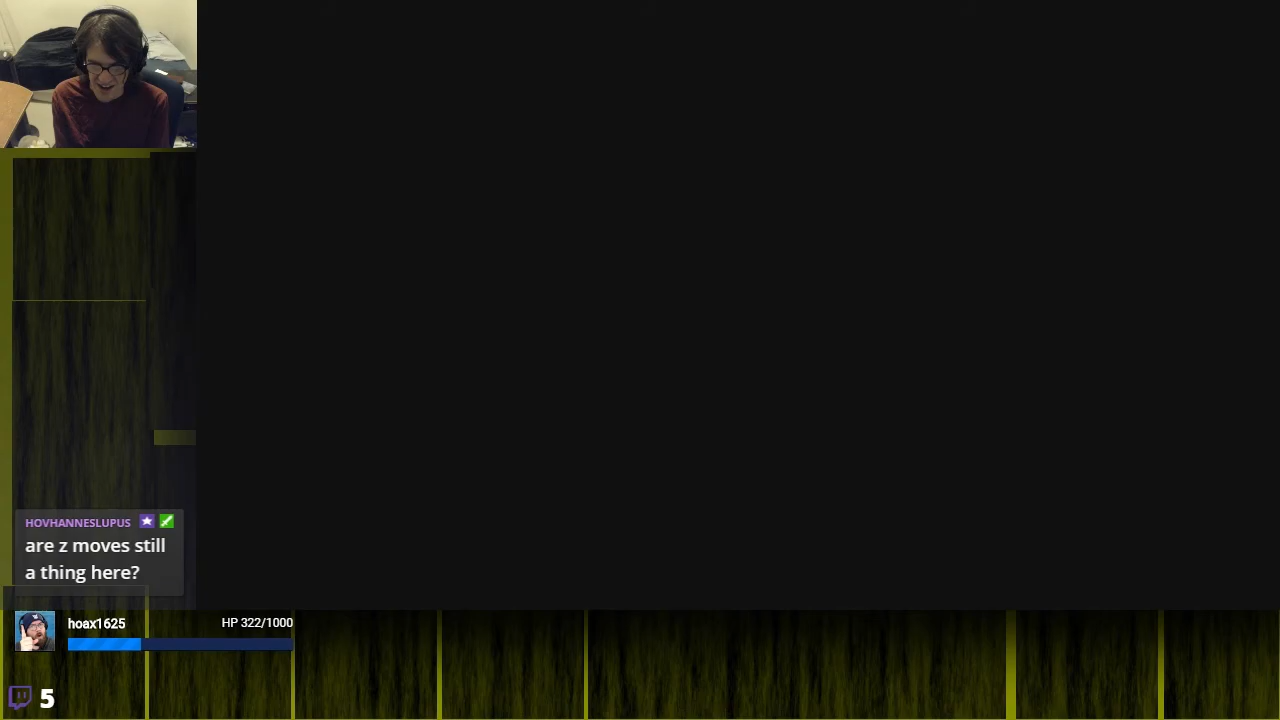 HOVHANNESLUPUS
are z moves still
a thing here?
hoax1625 HP 322/1000
5